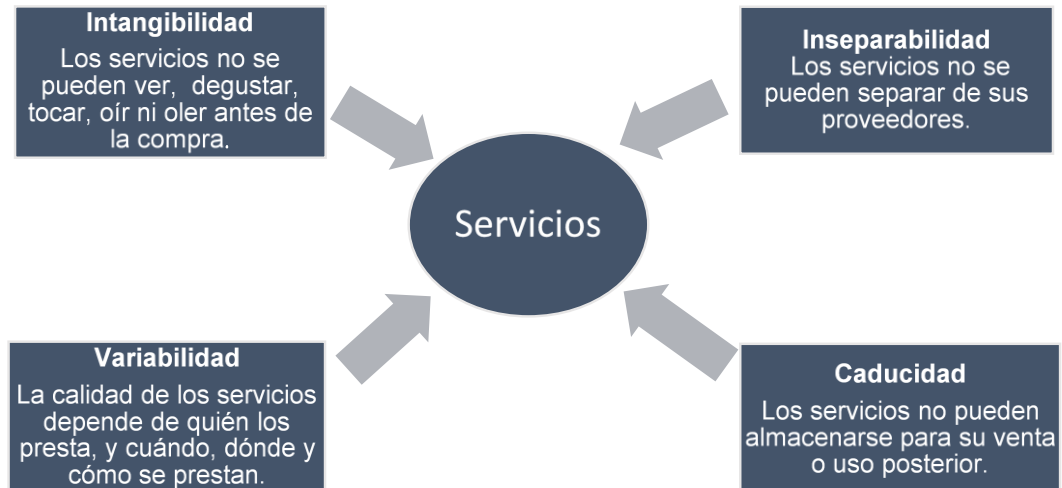 Intangibilidad
Los servicios no se
pueden ver, degustar,
tocar, oír ni oler antes de
la compra.
Inseparabilidad
Los servicios no se
pueden separar de sus
proveedores.
Servicios
Variabilidad
La calidad de los servicios
depende de quién los
presta, y cuándo, dónde y
cómo se prestan.
Caducidad
Los servicios no pueden
almacenarse para su venta
o uso posterior.